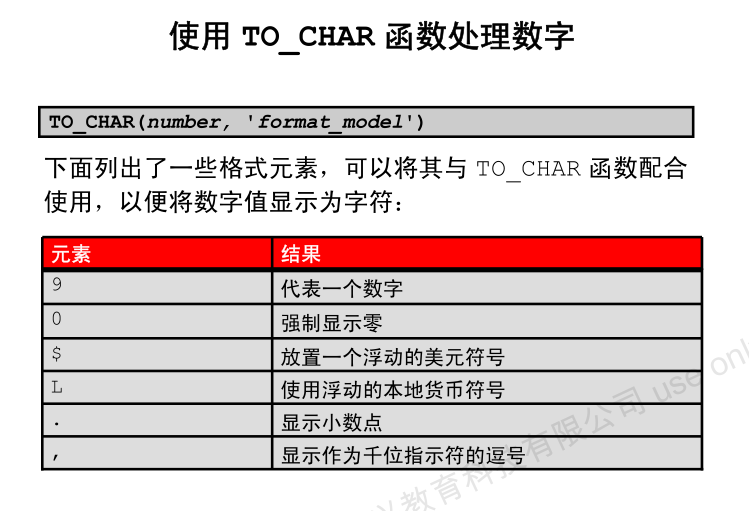 使用 TO_CHAR 函数处理数字
TO_CHAR(number, 'format_model')
下面列出了一些格式元素，可以将其与 TO_CHAR 函数配合
使用，以便将数字值显示为字符：
元素 结果
9 代表一个数字
0 强制显示零
$ 放置一个浮动的美元符号
L 使用浮动的本地货币符号
. 显示小数点
, 显示作为千位指示符的逗号
教育科技有限公司 use onl